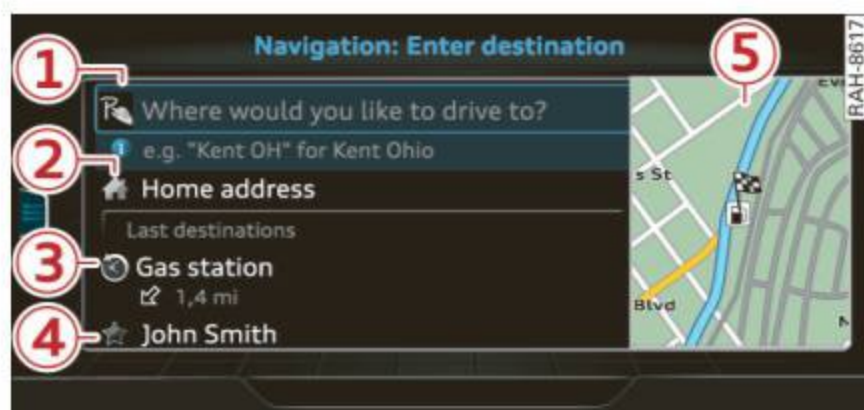 Navigation: Enter destination
RAH-8617
1
Where would you like to drive to?
5
2
e.g. "Kent OH" for Kent Ohio
Home address
s St
Last destinations
3
Gas station
1,4 mi
Blvd
4
John Smith